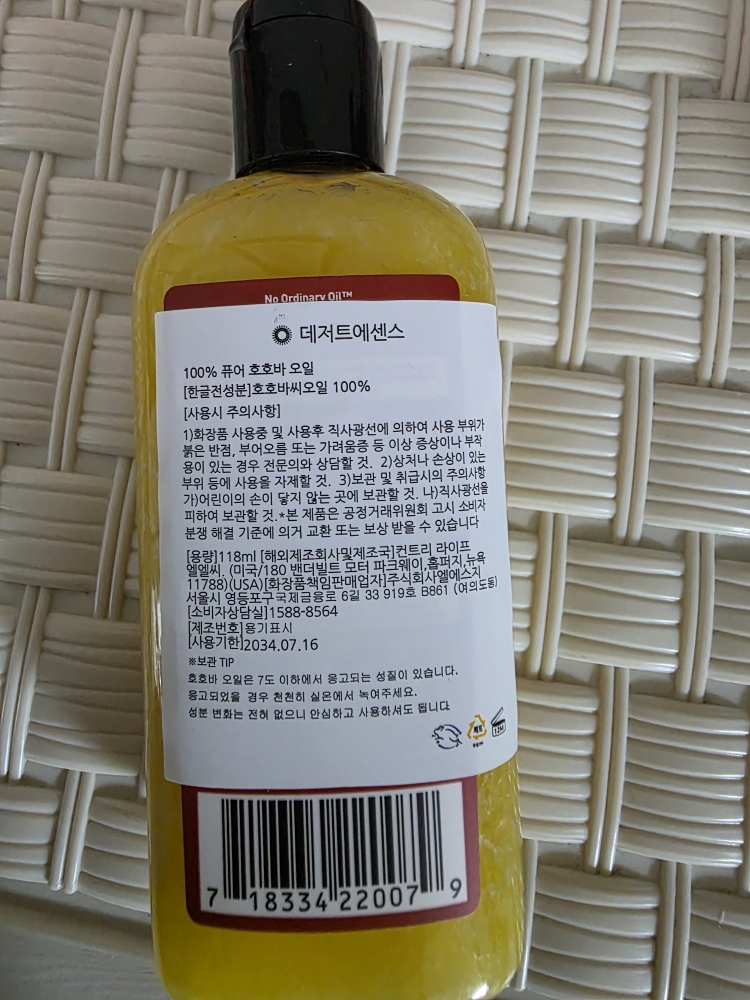 No Ordinary Oil™
데저트에센스
100% 퓨어 호호바 오일
[한글전성분]호호바씨오일 100%
[사용시 주의사항]
1)화장품 사용중 및 사용후 직사광선에 의하여 사용 부위가
붉은 반점, 부어오름 또는 가려움증 등 이상 증상이나 부작
용이 있는 경우 전문의와 상담할 것. 2)상처나 손상이 있는
부위 등에 사용을 자제할 것. 3)보관 및 취급시의 주의사항
가)어린이의 손이 닿지 않는 곳에 보관할 것. 나)직사광선을
피하여 보관할 것.*본 제품은 공정거래위원회 고시 소비자
분쟁 해결 기준에 의거 교환 또는 보상 받을 수 있습니다
[용량]118ml [해외제조회사및제조국]컨트리 라이프
엘엘씨. (미국/180 밴더빌트 모터 파크웨이,홉퍼지,뉴욕
11788)(USA)[화장품책임판매업자]주식회사엘에스지
서울시 영등포구국제금융로 6길 33 919호 B861 (여의도동)
[소비자상담실]1588-8564
[제조번호]용기표시
[사용기한]2034.07.16
※보관 TIP
호호바 오일은 7도 이하에서 응고되는 성질이 있습니다.
응고되었을 경우 천천히 실온에서 녹여주세요.
성분 변화는 전혀 없으니 안심하고 사용하셔도 됩니다
12M
7 18334 22007 9